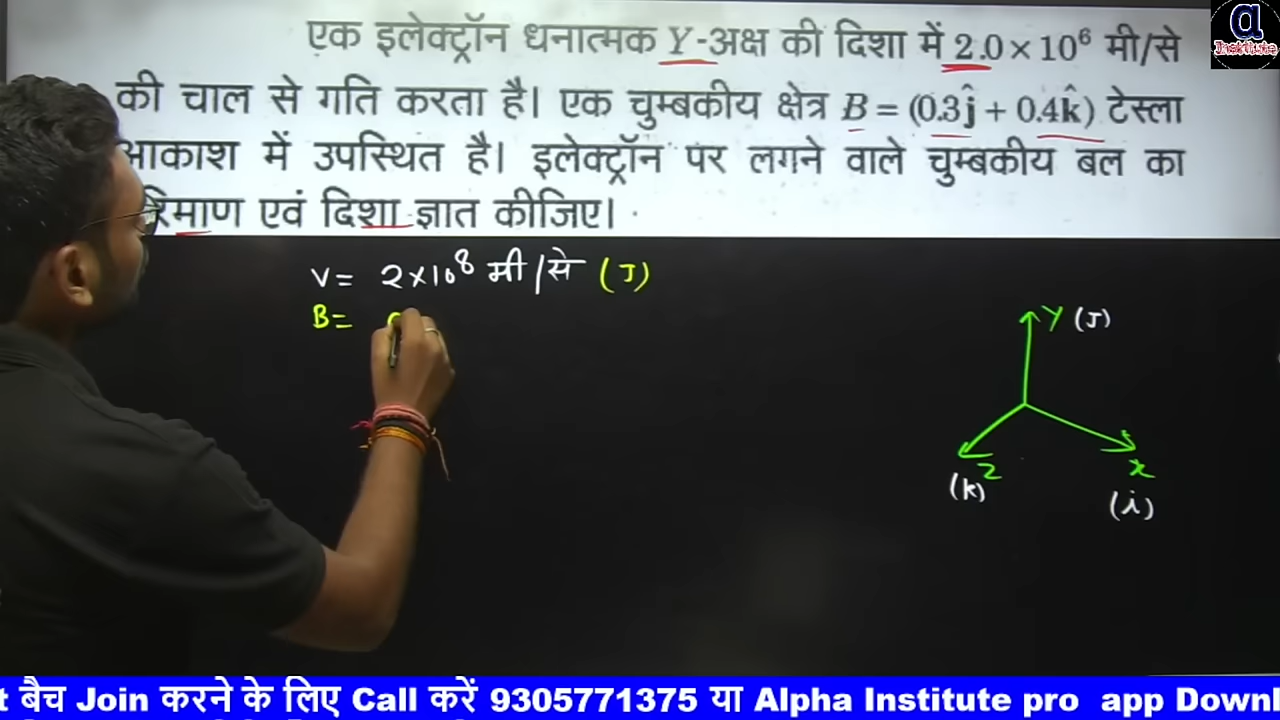 एक इलेक्ट्रॉन धनात्मक Y-अक्ष की दिशा में 2.0 × 10⁶ मी/से
की चाल से गति करता है। एक चुम्बकीय क्षेत्र B = (0.3ĵ + 0.4k̂) टेस्ला
आकाश में उपस्थित है। इलेक्ट्रॉन पर लगने वाले चुम्बकीय बल का
रिमाण एवं दिशा ज्ञात कीजिए।
α
Institute
V = 2×10⁸ मी/से (J)
B =
Y (J)
Z
(k)
X
(i)
t बैच Join करने के लिए Call करें 9305771375 या Alpha Institute pro app Downl